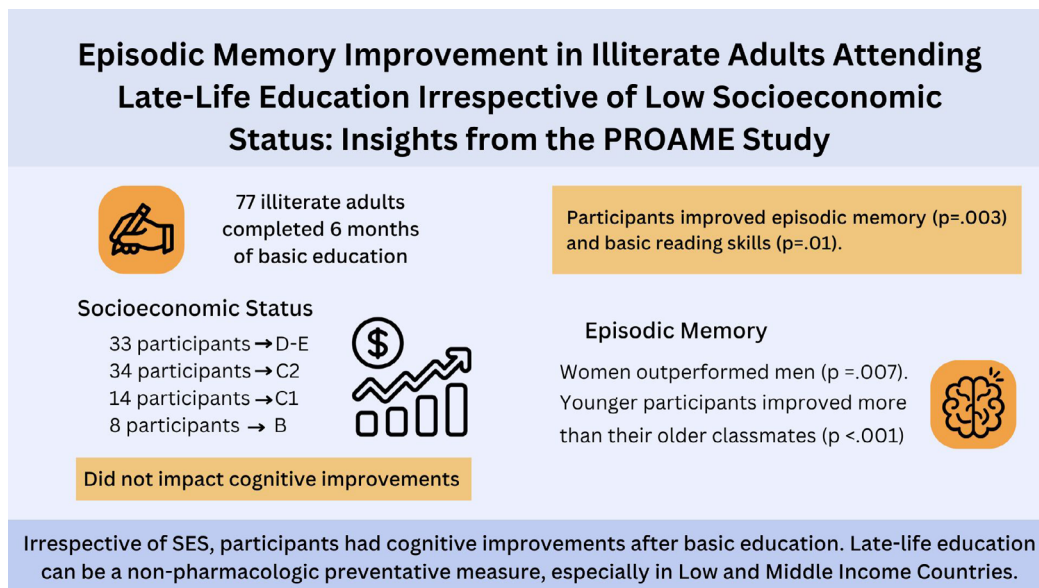 Episodic Memory Improvement in Illiterate Adults Attending
Late-Life Education Irrespective of Low Socioeconomic
Status: Insights from the PROAME Study
77 illiterate adults
completed 6 months
of basic education
Participants improved episodic memory (p=.003)
and basic reading skills (p=.01).
Socioeconomic Status
33 participants → D-E
34 participants → C2
14 participants → C1
8 participants → B
$
Did not impact cognitive improvements
Episodic Memory
Women outperformed men (p =.007).
Younger participants improved more
than their older classmates (p <.001)
Irrespective of SES, participants had cognitive improvements after basic education. Late-life education
can be a non-pharmacologic preventative measure, especially in Low and Middle Income Countries.